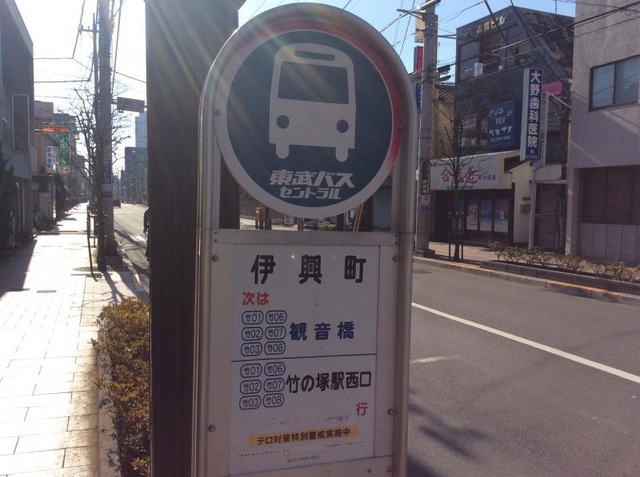 東武バス
セントラル
伊興町
次は
竹01 竹06
竹02 竹07 観音橋
竹03 竹08
竹01 竹06
竹02 竹07 竹の塚駅西口
竹03 竹08
行
テロ対策特別警戒実施中
大野歯科医院